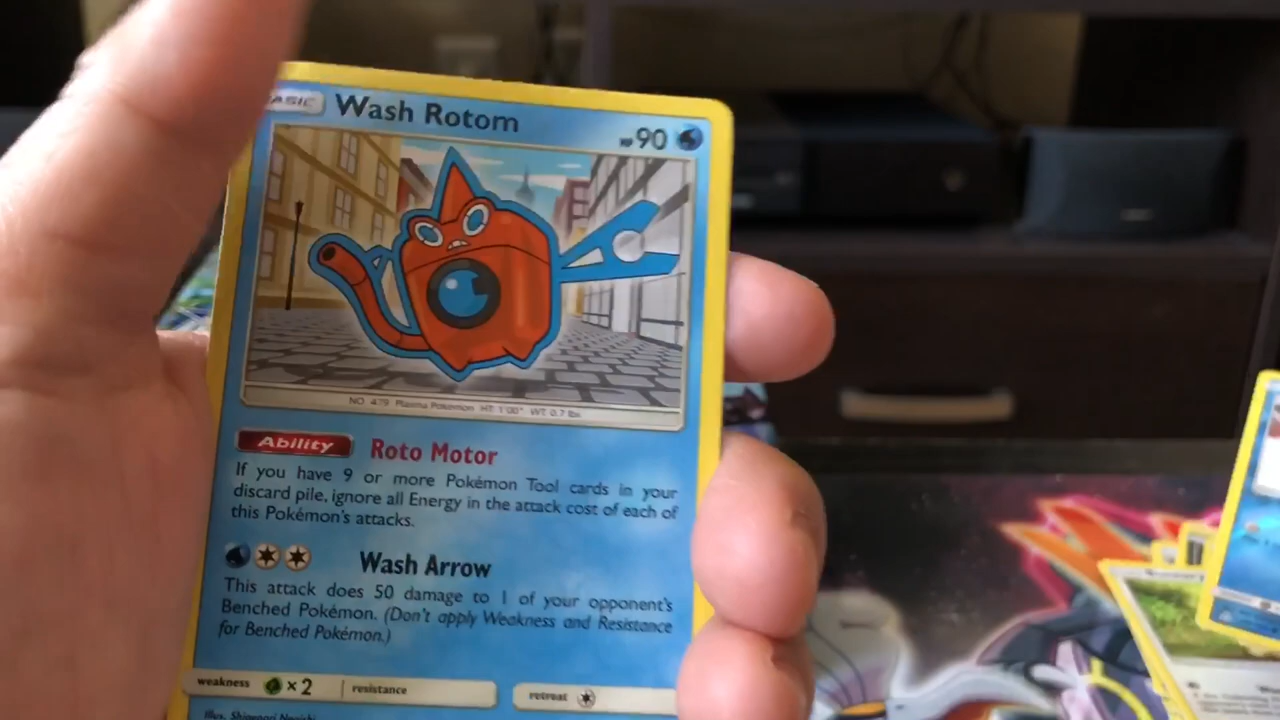 BASIC Wash Rotom HP 90
NO. 479 Plasma Pokémon HT: 1'00" WT: 0.7 lbs
Ability Roto Motor
If you have 9 or more Pokémon Tool cards in your
discard pile, ignore all Energy in the attack cost of each of
this Pokémon's attacks.
Wash Arrow
This attack does 50 damage to 1 of your opponent's
Benched Pokémon. (Don't apply Weakness and Resistance
for Benched Pokémon.)
weakness ×2 resistance retreat
Illus.